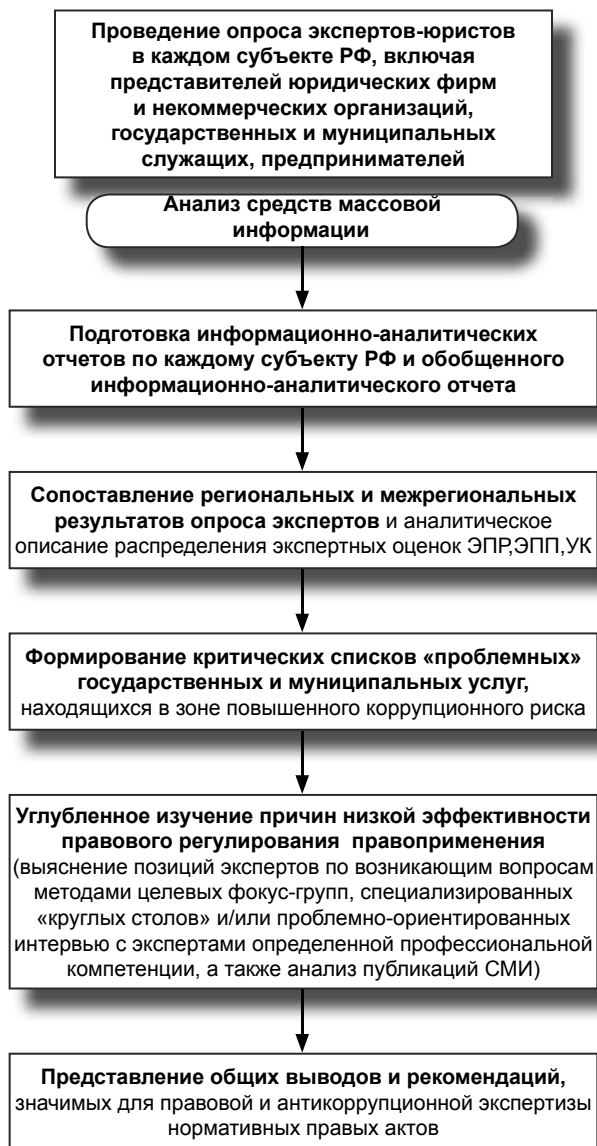 Проведение опроса экспертов-юристов
в каждом субъекте РФ, включая
представителей юридических фирм
и некоммерческих организаций,
государственных и муниципальных
служащих, предпринимателей
Анализ средств массовой
информации
Подготовка информационно-аналитических
отчетов по каждому субъекту РФ и обобщенного
информационно-аналитического отчета
Сопоставление региональных и межрегиональных
результатов опроса экспертов и аналитическое
описание распределения экспертных оценок ЭПР,ЭПП,УК
Формирование критических списков «проблемных»
государственных и муниципальных услуг,
находящихся в зоне повышенного коррупционного риска
Углубленное изучение причин низкой эффективности
правового регулирования правоприменения
(выяснение позиций экспертов по возникающим вопросам
методами целевых фокус-групп, специализированных
«круглых столов» и/или проблемно-ориентированных
интервью с экспертами определенной профессиональной
компетенции, а также анализ публикаций СМИ)
Представление общих выводов и рекомендаций,
значимых для правовой и антикоррупционной экспертизы
нормативных правых актов